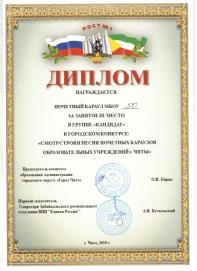 ПОСТ №1
ДИПЛОМ
НАГРАЖДАЕТСЯ
ПОЧЕТНЫЙ КАРАУЛ МБОУ 50
ЗА ЗАНЯТОЕ III МЕСТО
В ГРУППЕ «КАНДИДАТ»
В ГОРОДСКОМ КОНКУРСЕ:
«СМОТР СТРОЯ И ПЕСНИ ПОЧЕТНЫХ КАРАУЛОВ
ОБРАЗОВАТЕЛЬНЫХ УЧРЕЖДЕНИЙ г. ЧИТЫ»
Председатель комитета
образования администрации
городского округа «Город Чита»
О.И. Кирик
Первый заместитель
Секретаря Забайкальского регионального
отделения ВПП "Единая Россия".
А.Н.
г. Чита, 2019 г.